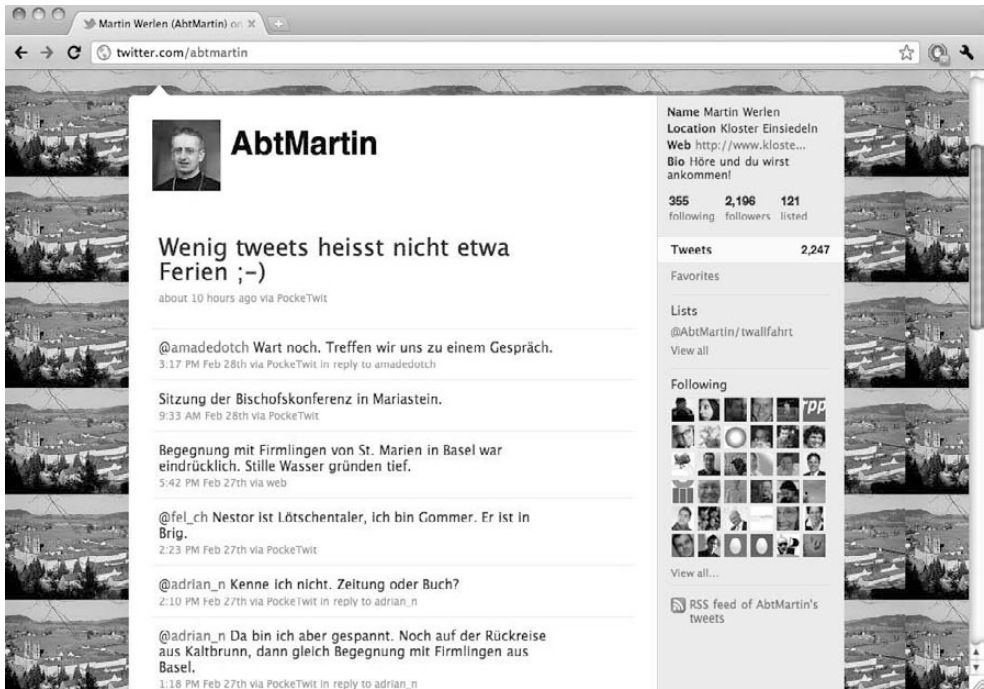 Martin Werlen (AbtMartin) on
twitter.com/abtmartin
AbtMartin
Wenig tweets heisst nicht etwa
Ferien ;-)
about 10 hours ago via PockeTwit
@amadedotch Wart noch. Treffen wir uns zu einem Gespräch.
3:17 PM Feb 28th via PockeTwit in reply to amadedotch
Sitzung der Bischofskonferenz in Mariastein.
9:33 AM Feb 28th via PockeTwit
Begegnung mit Firmlingen von St. Marien in Basel war
eindrücklich. Stille Wasser gründen tief.
5:42 PM Feb 27th via web
@fel_ch Nestor ist Lötschentaler, ich bin Gommer. Er ist in
Brig.
2:23 PM Feb 27th via PockeTwit
@adrian_n Kenne ich nicht. Zeitung oder Buch?
2:10 PM Feb 27th via PockeTwit in reply to adrian_n
@adrian_n Da bin ich aber gespannt. Noch auf der Rückreise
aus Kaltbrunn, dann gleich Begegnung mit Firmlingen aus
Basel.
1:18 PM Feb 27th via PockeTwit in reply to adrian_n
Name Martin Werlen
Location Kloster Einsiedeln
Web http://www.kloste...
Bio Höre und du wirst
ankommen!
355 2,196 121
following followers listed
Tweets 2,247
Favorites
Lists
@AbtMartin/twallfahrt
View all
Following
rpp
View all...
RSS feed of AbtMartin's
tweets